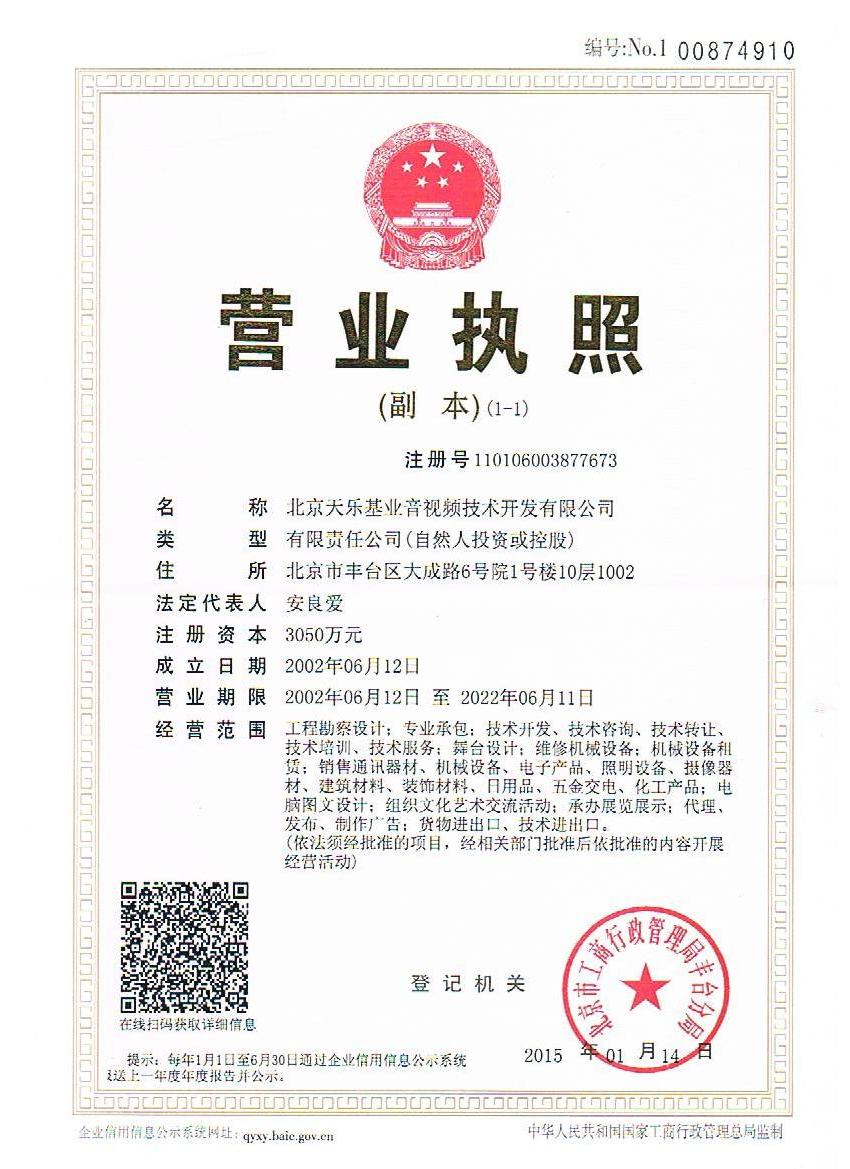 编号:No.1 00874910
营业执照
(副 本)(1-1)
注册号110106003877673
名 称 北京天乐基业音视频技术开发有限公司
类 型 有限责任公司(自然人投资或控股)
住 所 北京市丰台区大成路6号院1号楼10层1002
法定代表人 安良爱
注册资本 3050万元
成立日期 2002年06月12日
营业期限 2002年06月12日 至 2022年06月11日
经营范围 工程勘察设计；专业承包；技术开发、技术咨询、技术转让、
技术培训、技术服务；舞台设计；维修机械设备；机械设备租
赁；销售通讯器材、机械设备、电子产品、照明设备、摄像器
材、建筑材料、装饰材料、日用品、五金交电、化工产品；电
脑图文设计；组织文化艺术交流活动；承办展览展示；代理、
发布、制作广告；货物进出口、技术进出口。
(依法须经批准的项目，经相关部门批准后依批准的内容开展
经营活动)
在线扫码获取详细信息
登记机关
北京市工商行政管理局丰台分局
2015 年 01 月 14 日
提示：每年1月1日至6月30日通过企业信用信息公示系统
报送上一年度年度报告并公示。
企业信用信息公示系统网址：qyxy.baic.gov.cn
中华人民共和国国家工商行政管理总局监制